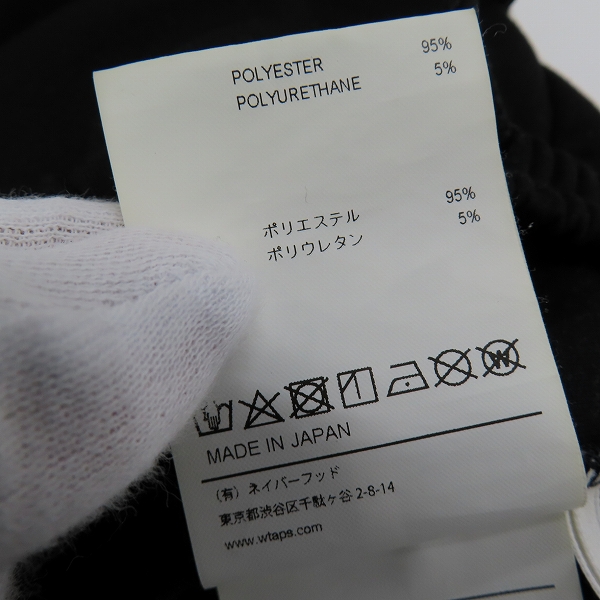 POLYESTER 95%
POLYURETHANE 5%
ポリエステル 95%
ポリウレタン 5%
W
MADE IN JAPAN
(有) ネイバーフッド
東京都渋谷区千駄ヶ谷 2-8-14
www.wtaps.com